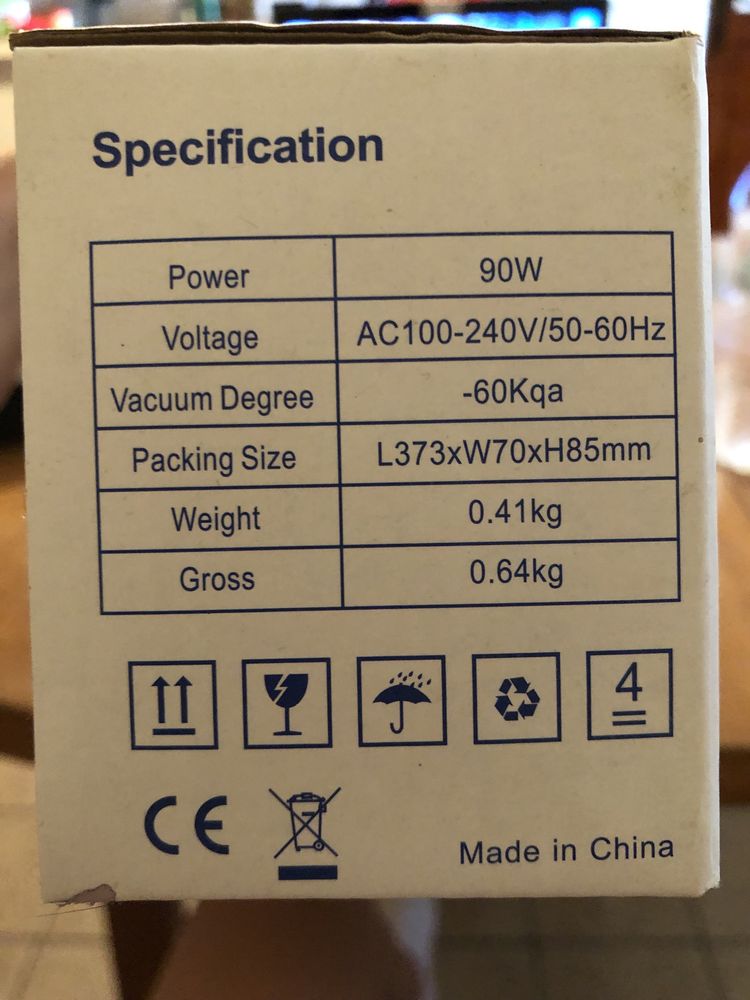 Specification
Power 90W
Voltage AC100-240V/50-60Hz
Vacuum Degree -60Kqa
Packing Size L373xW70xH85mm
Weight 0.41kg
Gross 0.64kg
4
CE
Made in China